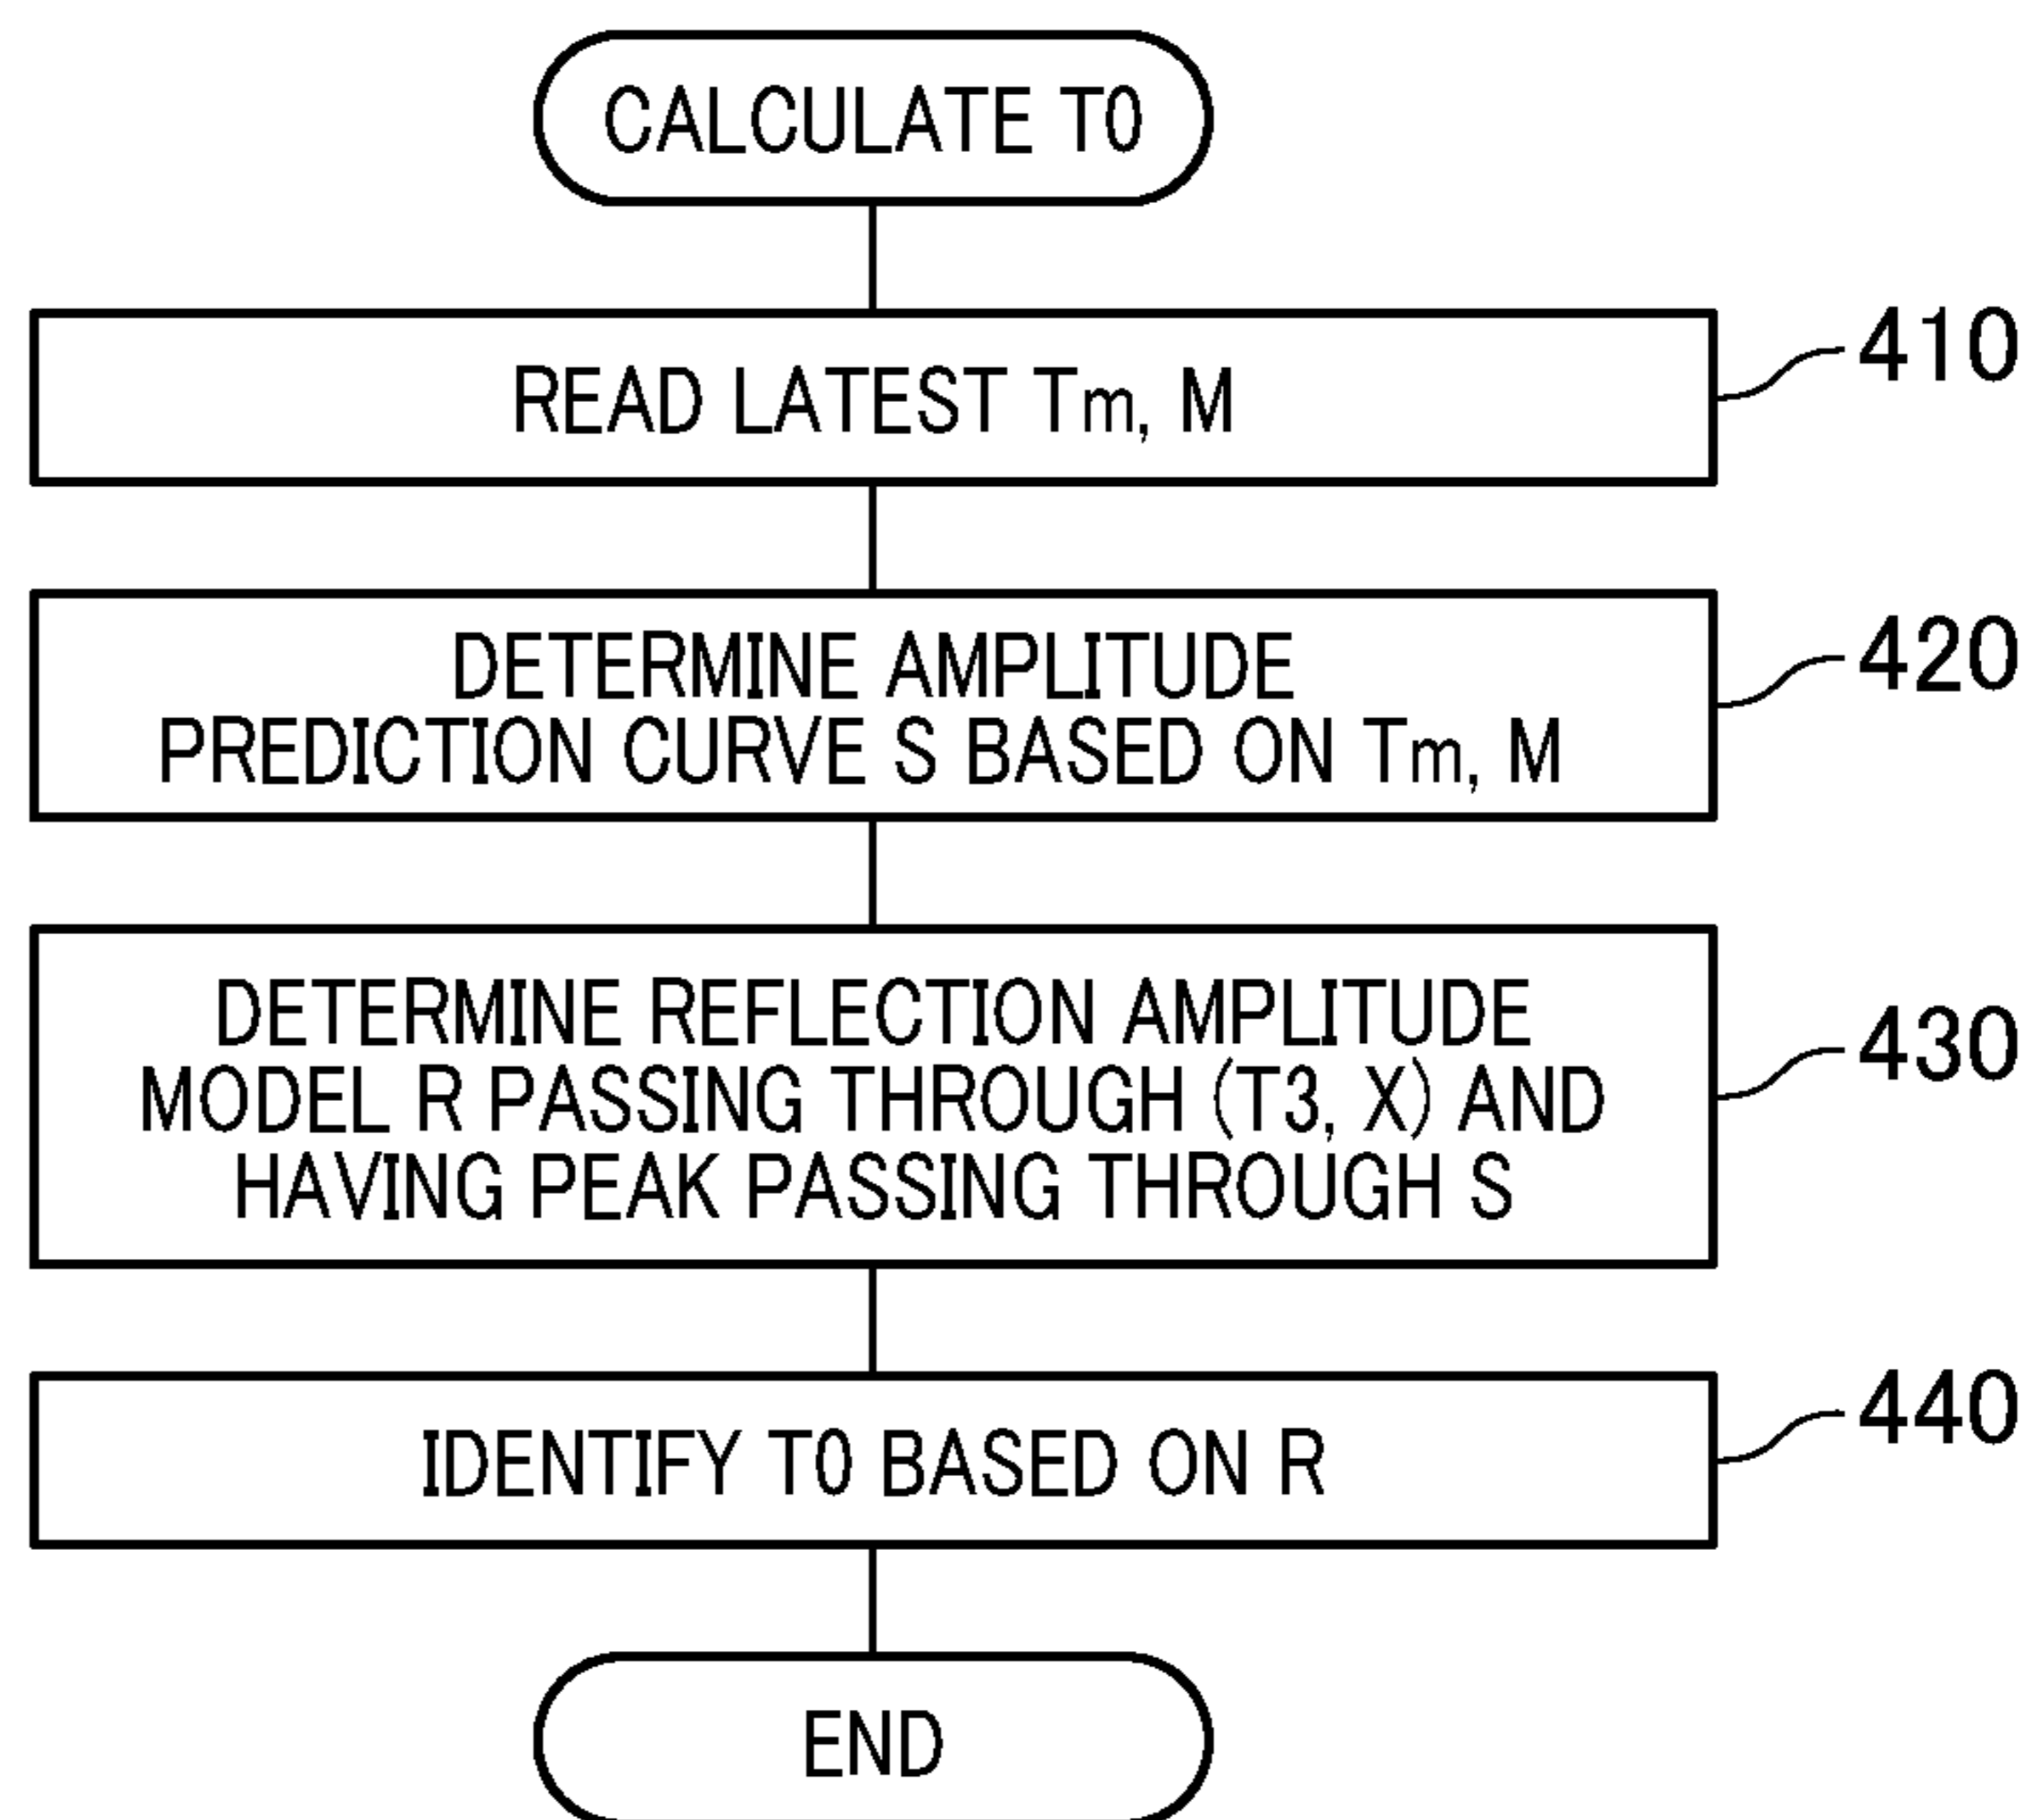 CALCULATE T0
READ LATEST Tm, M
410
DETERMINE AMPLITUDE
PREDICTION CURVE S BASED ON Tm, M
420
DETERMINE REFLECTION AMPLITUDE
MODEL R PASSING THROUGH (T3, X) AND
HAVING PEAK PASSING THROUGH S
430
IDENTIFY T0 BASED ON R
440
END